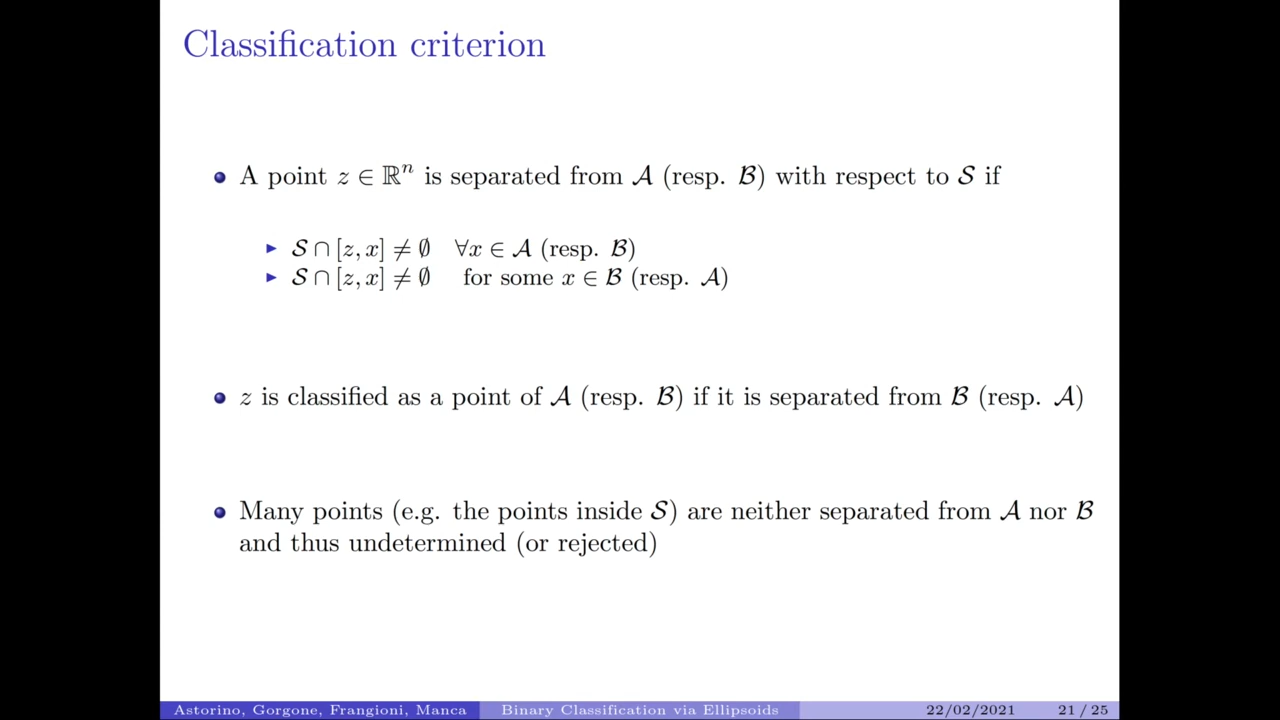 Classification criterion
A point z ∈ ℝⁿ is separated from 𝒜 (resp. ℬ) with respect to 𝒮 if
𝒮 ∩ [z, x] ≠ ∅ ∀x ∈ 𝒜 (resp. ℬ)
𝒮 ∩ [z, x] ≠ ∅ for some x ∈ ℬ (resp. 𝒜)
z is classified as a point of 𝒜 (resp. ℬ) if it is separated from ℬ (resp. 𝒜)
Many points (e.g. the points inside 𝒮) are neither separated from 𝒜 nor ℬ
and thus undetermined (or rejected)
Astorino, Gorgone, Frangioni, Manca Binary Classification via Ellipsoids 22/02/2021 21 / 25